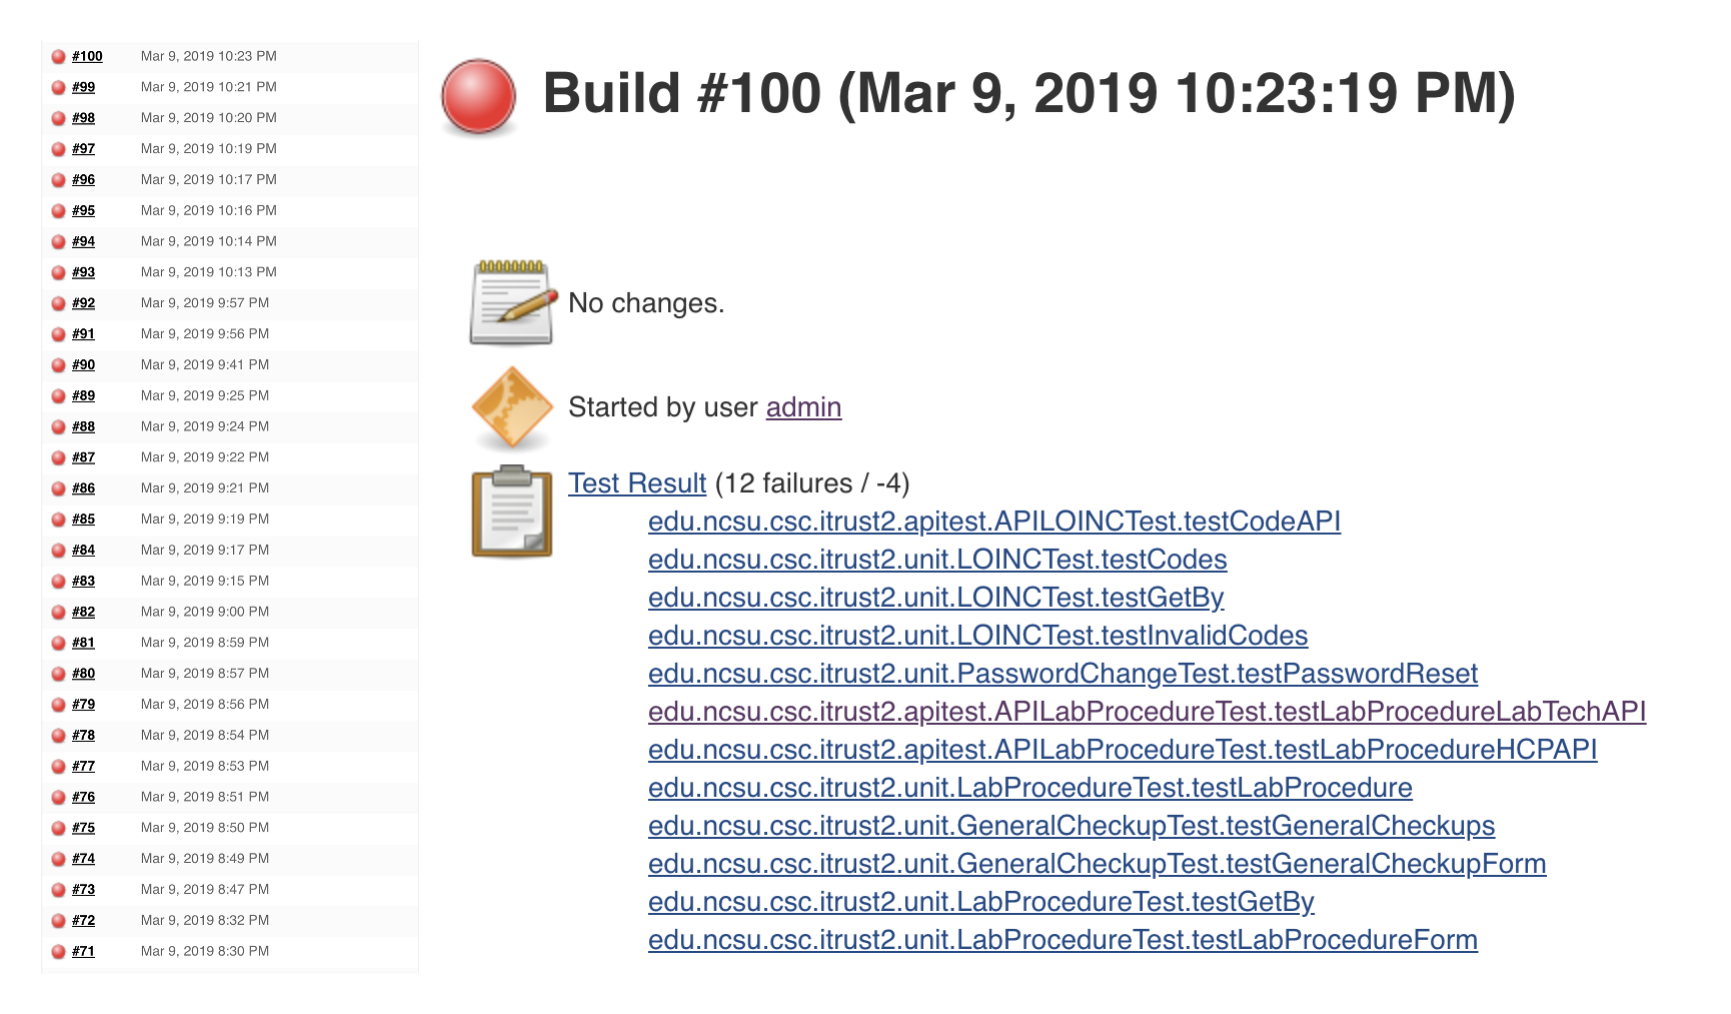 #100 Mar 9, 2019 10:23 PM
#99 Mar 9, 2019 10:21 PM
#98 Mar 9, 2019 10:20 PM
#97 Mar 9, 2019 10:19 PM
#96 Mar 9, 2019 10:17 PM
#95 Mar 9, 2019 10:16 PM
#94 Mar 9, 2019 10:14 PM
#93 Mar 9, 2019 10:13 PM
#92 Mar 9, 2019 9:57 PM
#91 Mar 9, 2019 9:56 PM
#90 Mar 9, 2019 9:41 PM
#89 Mar 9, 2019 9:25 PM
#88 Mar 9, 2019 9:24 PM
#87 Mar 9, 2019 9:22 PM
#86 Mar 9, 2019 9:21 PM
#85 Mar 9, 2019 9:19 PM
#84 Mar 9, 2019 9:17 PM
#83 Mar 9, 2019 9:15 PM
#82 Mar 9, 2019 9:00 PM
#81 Mar 9, 2019 8:59 PM
#80 Mar 9, 2019 8:57 PM
#79 Mar 9, 2019 8:56 PM
#78 Mar 9, 2019 8:54 PM
#77 Mar 9, 2019 8:53 PM
#76 Mar 9, 2019 8:51 PM
#75 Mar 9, 2019 8:50 PM
#74 Mar 9, 2019 8:49 PM
#73 Mar 9, 2019 8:47 PM
#72 Mar 9, 2019 8:32 PM
#71 Mar 9, 2019 8:30 PM
Build #100 (Mar 9, 2019 10:23:19 PM)
No changes.
Started by user admin
Test Result (12 failures / -4)
edu.ncsu.csc.itrust2.apitest.APILOINCTest.testCodeAPI
edu.ncsu.csc.itrust2.unit.LOINCTest.testCodes
edu.ncsu.csc.itrust2.unit.LOINCTest.testGetBy
edu.ncsu.csc.itrust2.unit.LOINCTest.testInvalidCodes
edu.ncsu.csc.itrust2.unit.PasswordChangeTest.testPasswordReset
edu.ncsu.csc.itrust2.apitest.APILabProcedureTest.testLabProcedureLabTechAPI
edu.ncsu.csc.itrust2.apitest.APILabProcedureTest.testLabProcedureHCPAPI
edu.ncsu.csc.itrust2.unit.LabProcedureTest.testLabProcedure
edu.ncsu.csc.itrust2.unit.GeneralCheckupTest.testGeneralCheckups
edu.ncsu.csc.itrust2.unit.GeneralCheckupTest.testGeneralCheckupForm
edu.ncsu.csc.itrust2.unit.LabProcedureTest.testGetBy
edu.ncsu.csc.itrust2.unit.LabProcedureTest.testLabProcedureForm